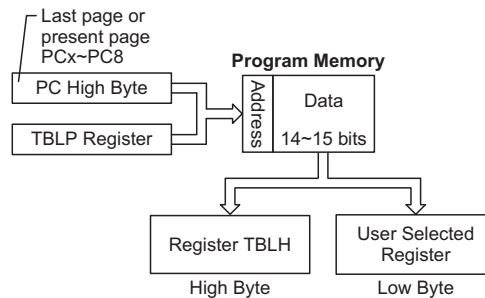 Last page or
present page
PCx~PC8
Program Memory
PC High Byte
TBLP Register
Address
Data
14~15 bits
Register TBLH
User Selected
Register
High Byte
Low Byte